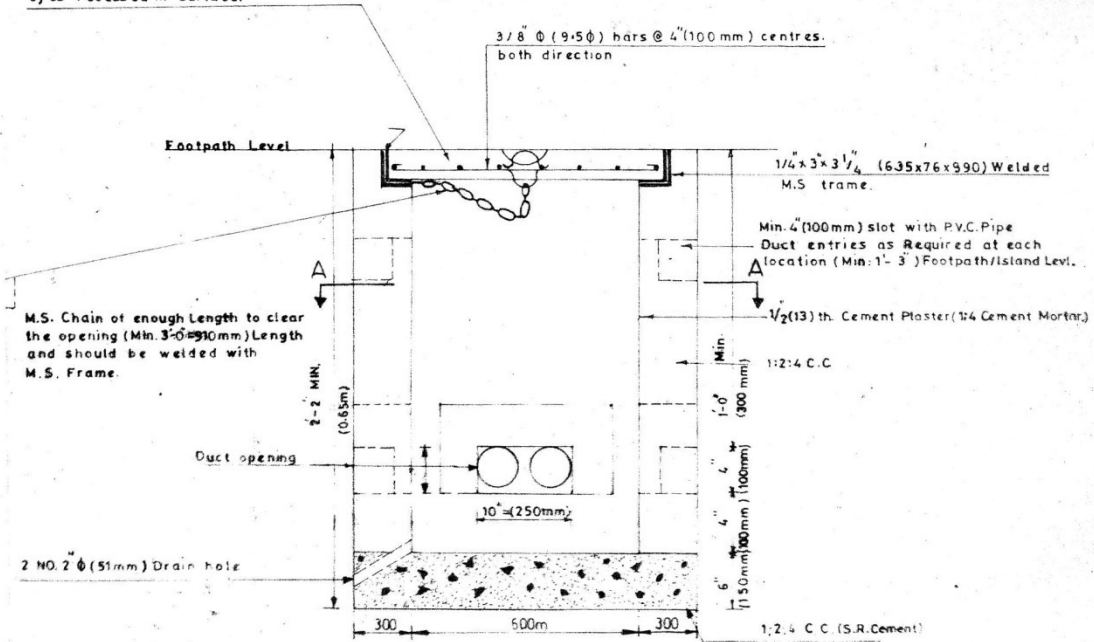 3/8" Φ (9·5Φ) bars @ 4"(100 mm) centres.
both direction
Footpath Level
1/4"x 3"x 3 1/4" (6·35x76x990) Welded
M.S trame.
Min. 4"(100mm) slot with P.V.C. Pipe
Duct entries as Required at each
location (Min: 1'- 3") Footpath/Island Levl.
A
A
M.S. Chain of enough Length to clear
the opening (Min. 3'-0"=910mm) Length
and should be welded with
M.S. Frame.
1/2"(13) th. Cement Plaster (1:4 Cement Mortar)
1:2:4 C.C
2'-2" MIN.
(0.65m)
Min.
1'-0"
(300 mm)
Duct opening
4"
(100mm)
10"=(250mm)
4"
(100mm)
2 NO. 2"Φ (51mm) Drain hole
6"
(150mm)
300
600m
300
1:2:4 C C. (S.R.Cement)